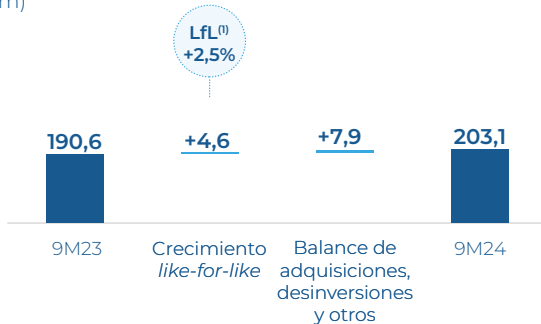 m)
LfL(1)
+2,5%
190,6
+4,6
+7,9
203,1
9M23
Crecimiento
like-for-like
Balance de
adquisiciones,
desinversiones
y otros
9M24